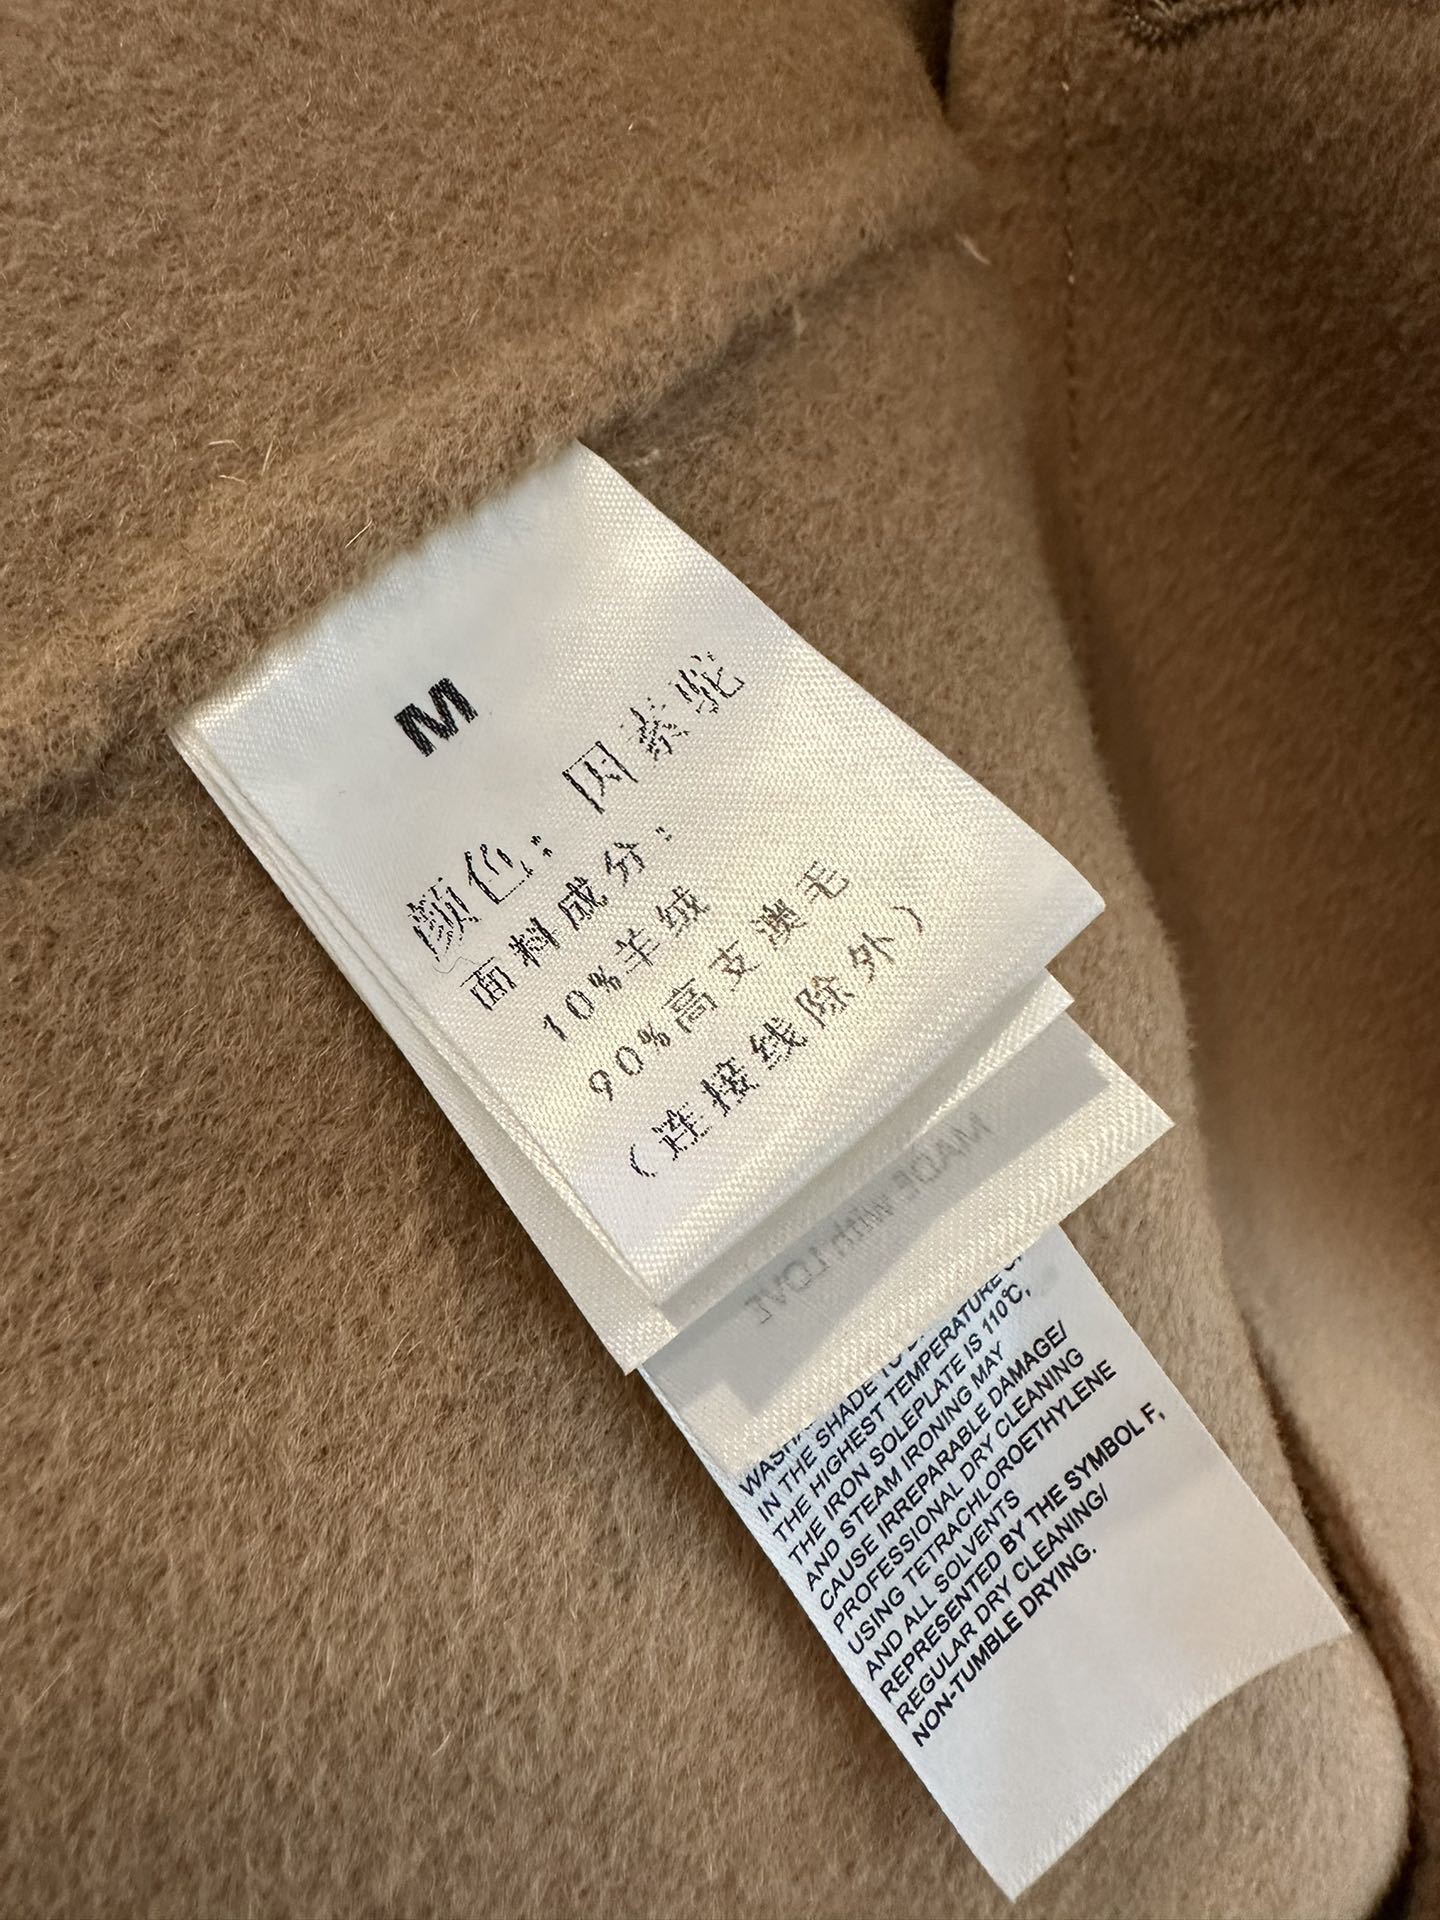 M
颜色：因索驼
面料成分：
10%羊绒
90%高支澳毛
（连接线除外）
MADE with LOVE
IN THE SHADE TO
THE HIGHEST TEMPERATURE
THE IRON SOLEPLATE IS 110℃,
AND STEAM IRONING MAY
CAUSE IRREPARABLE DAMAGE/
PROFESSIONAL DRY CLEANING
USING TETRACHLOROETHYLENE
AND ALL SOLVENTS
REPRESENTED BY THE SYMBOL F,
REGULAR DRY CLEANING/
NON-TUMBLE DRYING.